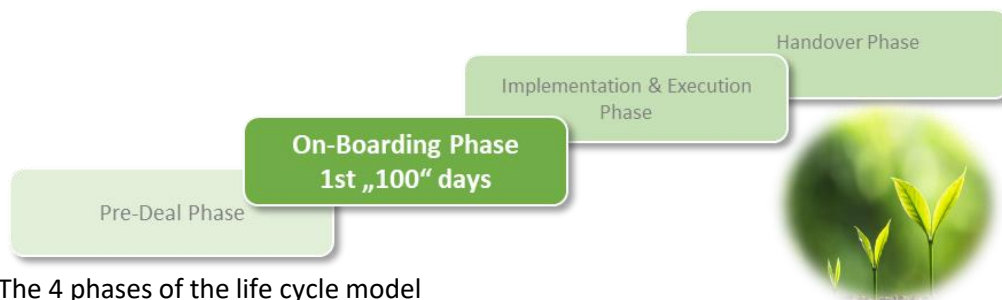 Handover Phase
Implementation & Execution
Phase
On-Boarding Phase
1st „100“ days
Pre-Deal Phase
The 4 phases of the life cycle model